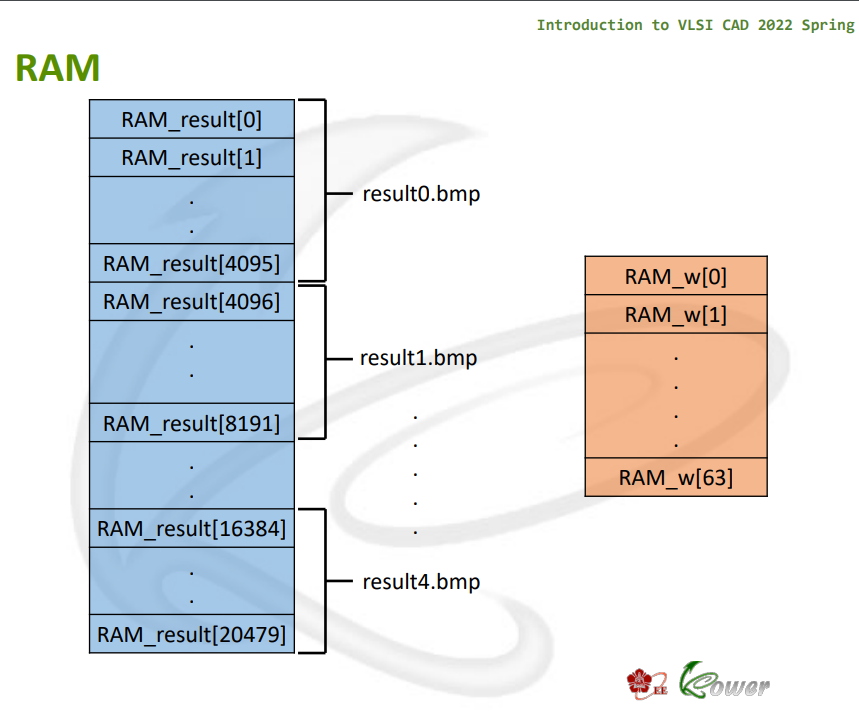 Introduction to VLSI CAD 2022 Spring
RAM
RAM_result[0]
RAM_result[1]
.
.
RAM_result[4095]
result0.bmp
RAM_result[4096]
.
.
RAM_result[8191]
result1.bmp
.
.
.
.
.
.
.
RAM_result[16384]
.
.
RAM_result[20479]
result4.bmp
RAM_w[0]
RAM_w[1]
.
.
.
.
RAM_w[63]
EE
Power